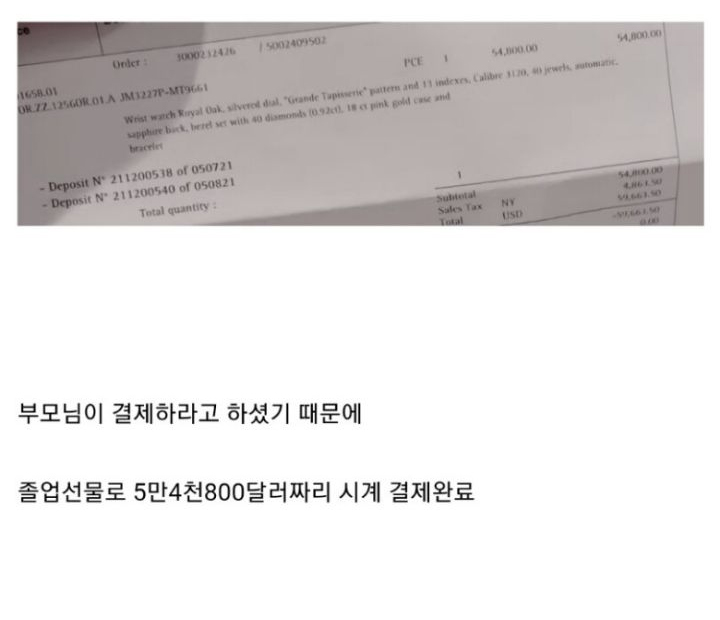 Order : 3000232426 / 5002409502
PCE 1 54,800.00 54,800.00
OR.ZZ.1256OR.01.A JM3227P-MT9661
Wrist watch Royal Oak, silvered dial, "Grande Tapisserie" pattern and 11 indexes, Calibre 3120, 40 jewels, automatic,
sapphire back, bezel set with 40 diamonds (0.92ct), 18 ct pink gold case and
bracelet
- Deposit N° 211200538 of 050721
- Deposit N° 211200540 of 050821
Total quantity : 1
Subtotal 54,800.00
Sales Tax NY 4,863.50
Total USD 59,663.50
-59,663.50
0.00
부모님이 결제하라고 하셨기 때문에
졸업선물로 5만4천800달러짜리 시계 결제완료